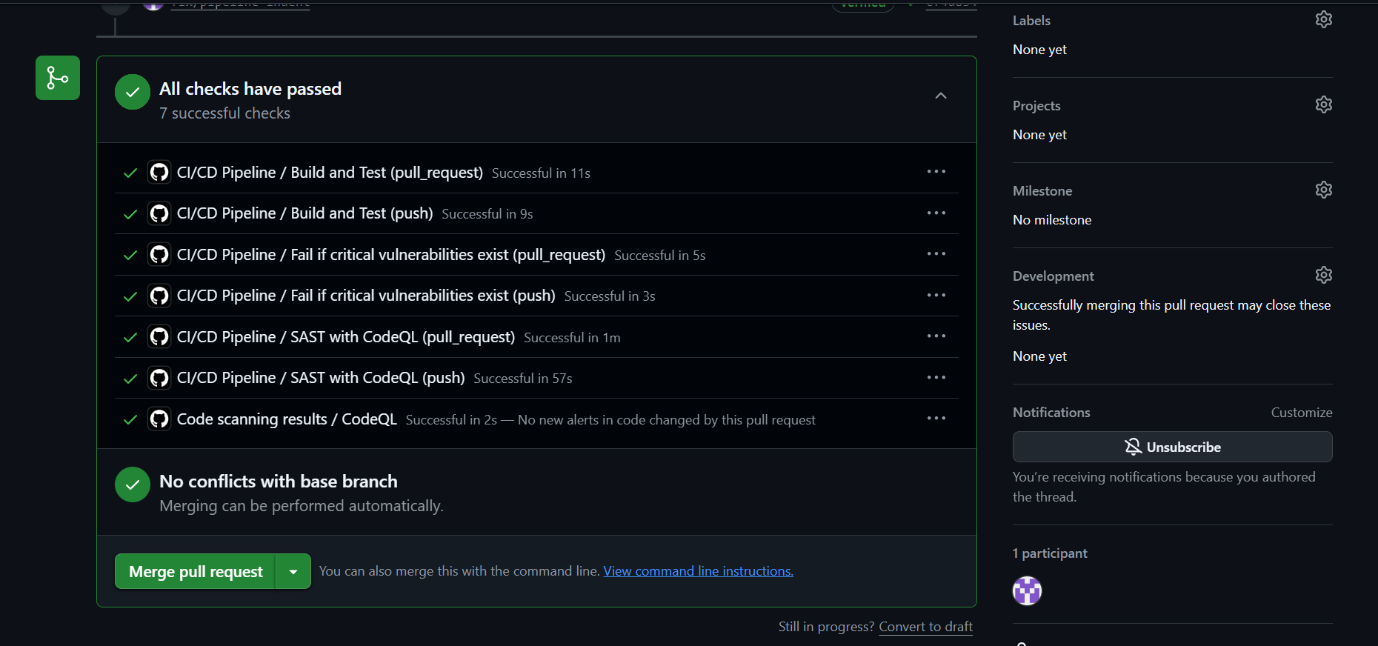 All checks have passed
7 successful checks
CI/CD Pipeline / Build and Test (pull_request) Successful in 11s
CI/CD Pipeline / Build and Test (push) Successful in 9s
CI/CD Pipeline / Fail if critical vulnerabilities exist (pull_request) Successful in 5s
CI/CD Pipeline / Fail if critical vulnerabilities exist (push) Successful in 3s
CI/CD Pipeline / SAST with CodeQL (pull_request) Successful in 1m
CI/CD Pipeline / SAST with CodeQL (push) Successful in 57s
Code scanning results / CodeQL Successful in 2s — No new alerts in code changed by this pull request
No conflicts with base branch
Merging can be performed automatically.
Merge pull request You can also merge this with the command line. View command line instructions.
Still in progress? Convert to draft
Labels
None yet
Projects
None yet
Milestone
No milestone
Development
Successfully merging this pull request may close these
issues.
None yet
Notifications Customize
Unsubscribe
You're receiving notifications because you authored
the thread.
1 participant